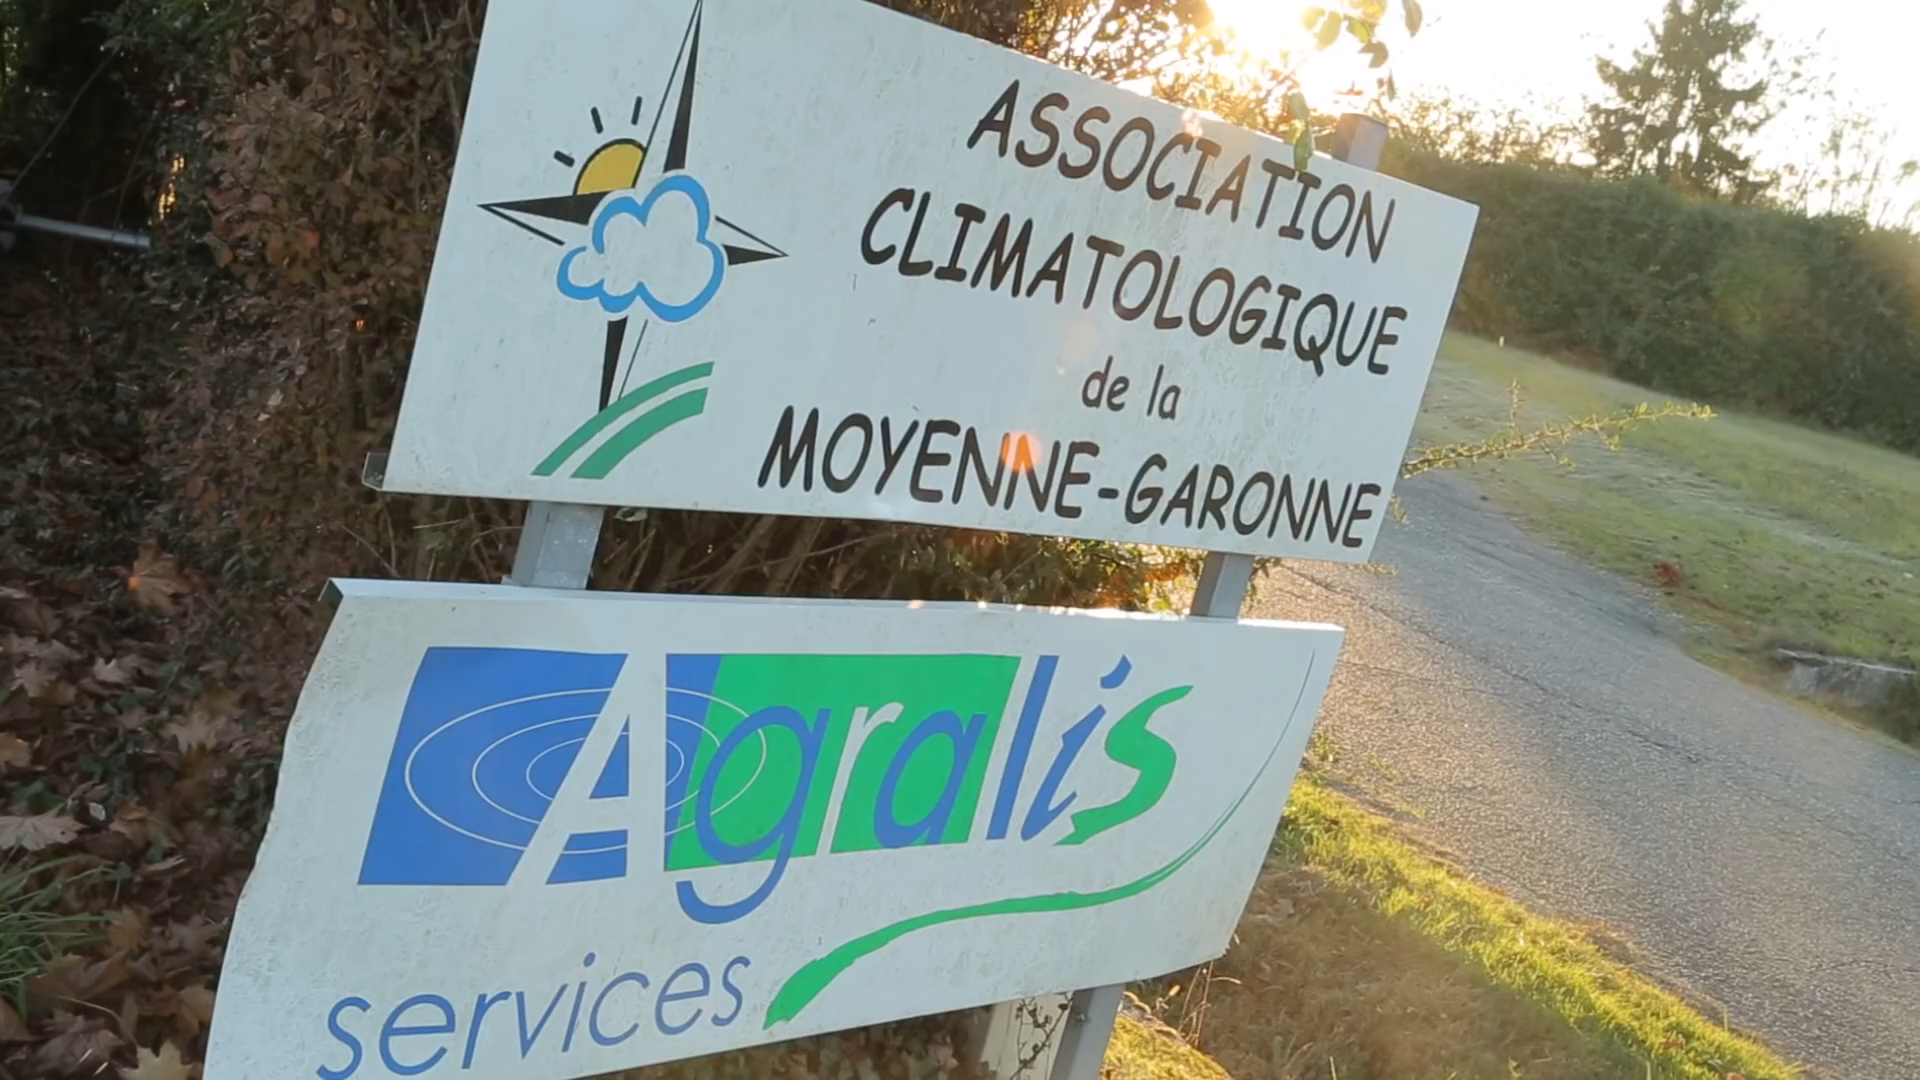 ASSOCIATION
CLIMATOLOGIQUE
de la
MOYENNE-GARONNE
Agralis
services